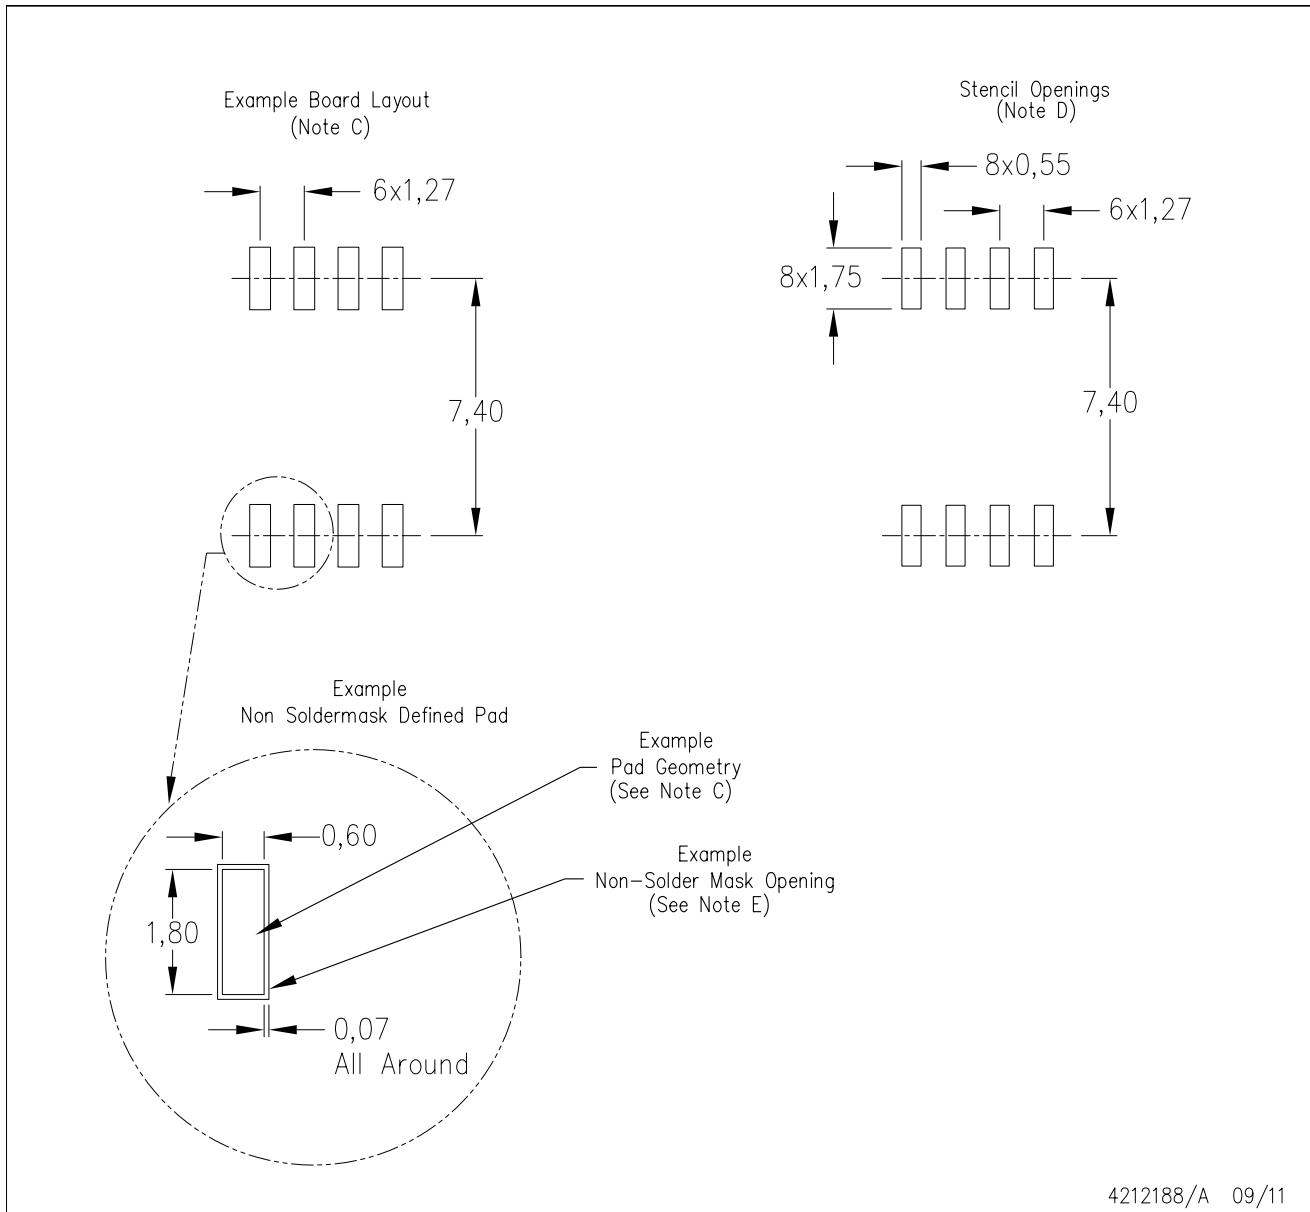 Example Board Layout
(Note C)
6x1,27
7,40
Stencil Openings
(Note D)
8x0,55
6x1,27
8x1,75
7,40
Example
Non Soldermask Defined Pad
Example
Pad Geometry
(See Note C)
0,60
Example
Non-Solder Mask Opening
(See Note E)
1,80
0,07
All Around
4212188/A 09/11